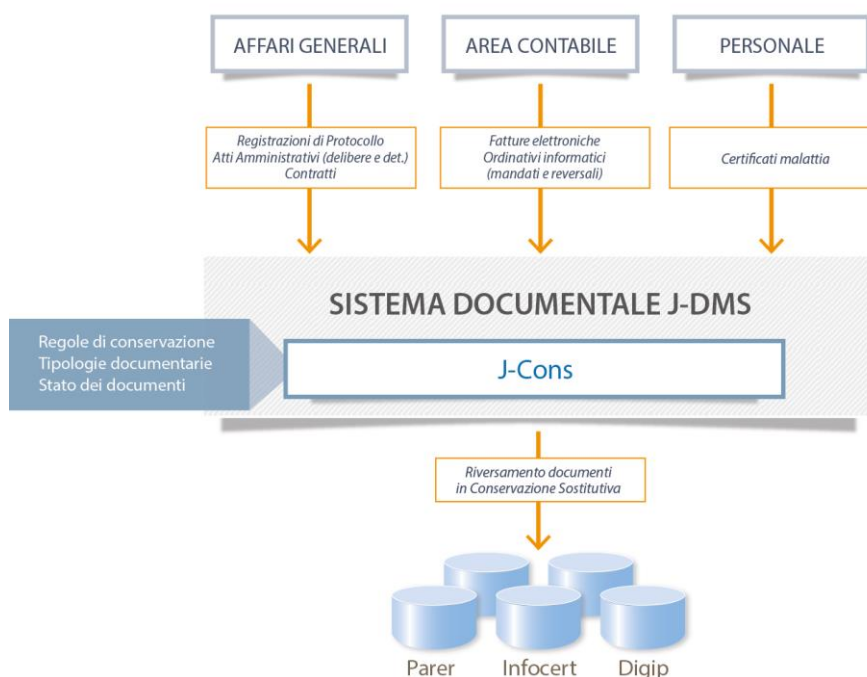 AFFARI GENERALI
AREA CONTABILE
PERSONALE
Registrazioni di Protocollo
Atti Amministrativi (delibere e det.)
Contratti
Fatture elettroniche
Ordinativi informatici
(mandati e reversali)
Certificati malattia
SISTEMA DOCUMENTALE J-DMS
Regole di conservazione
Tipologie documentarie
Stato dei documenti
J-Cons
Riversamento documenti
in Conservazione Sostitutiva
Parer
Infocert
Digip